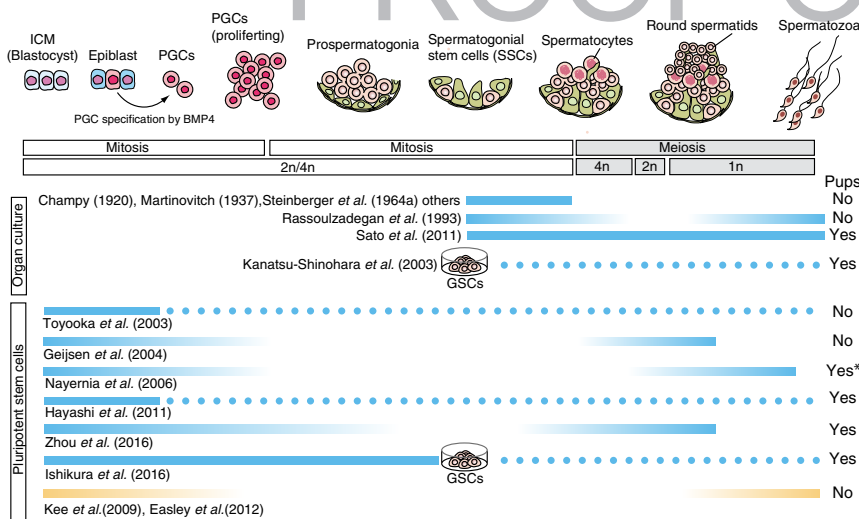 PROOF
ICM
(Blastocyst)
Epiblast
PGCs
PGCs
(proliferting)
Prospermatogonia
Spermatogonial
stem cells (SSCs)
Spermatocytes
Round spermatids
Spermatozoa
PGC specification by BMP4
Mitosis
Mitosis
Meiosis
2n/4n
4n
2n
1n
Pups
Organ culture
Champy (1920), Martinovitch (1937),Steinberger et al. (1964a) others
No
Rassoulzadegan et al. (1993)
No
Sato et al. (2011)
Yes
Kanatsu-Shinohara et al. (2003)
GSCs
Yes
Pluripotent stem cells
Toyooka et al. (2003)
No
Geijsen et al. (2004)
No
Nayernia et al. (2006)
Yes*
Hayashi et al. (2011)
Yes
Zhou et al. (2016)
Yes
Ishikura et al. (2016)
GSCs
Yes
Kee et al.(2009), Easley et al.(2012)
No